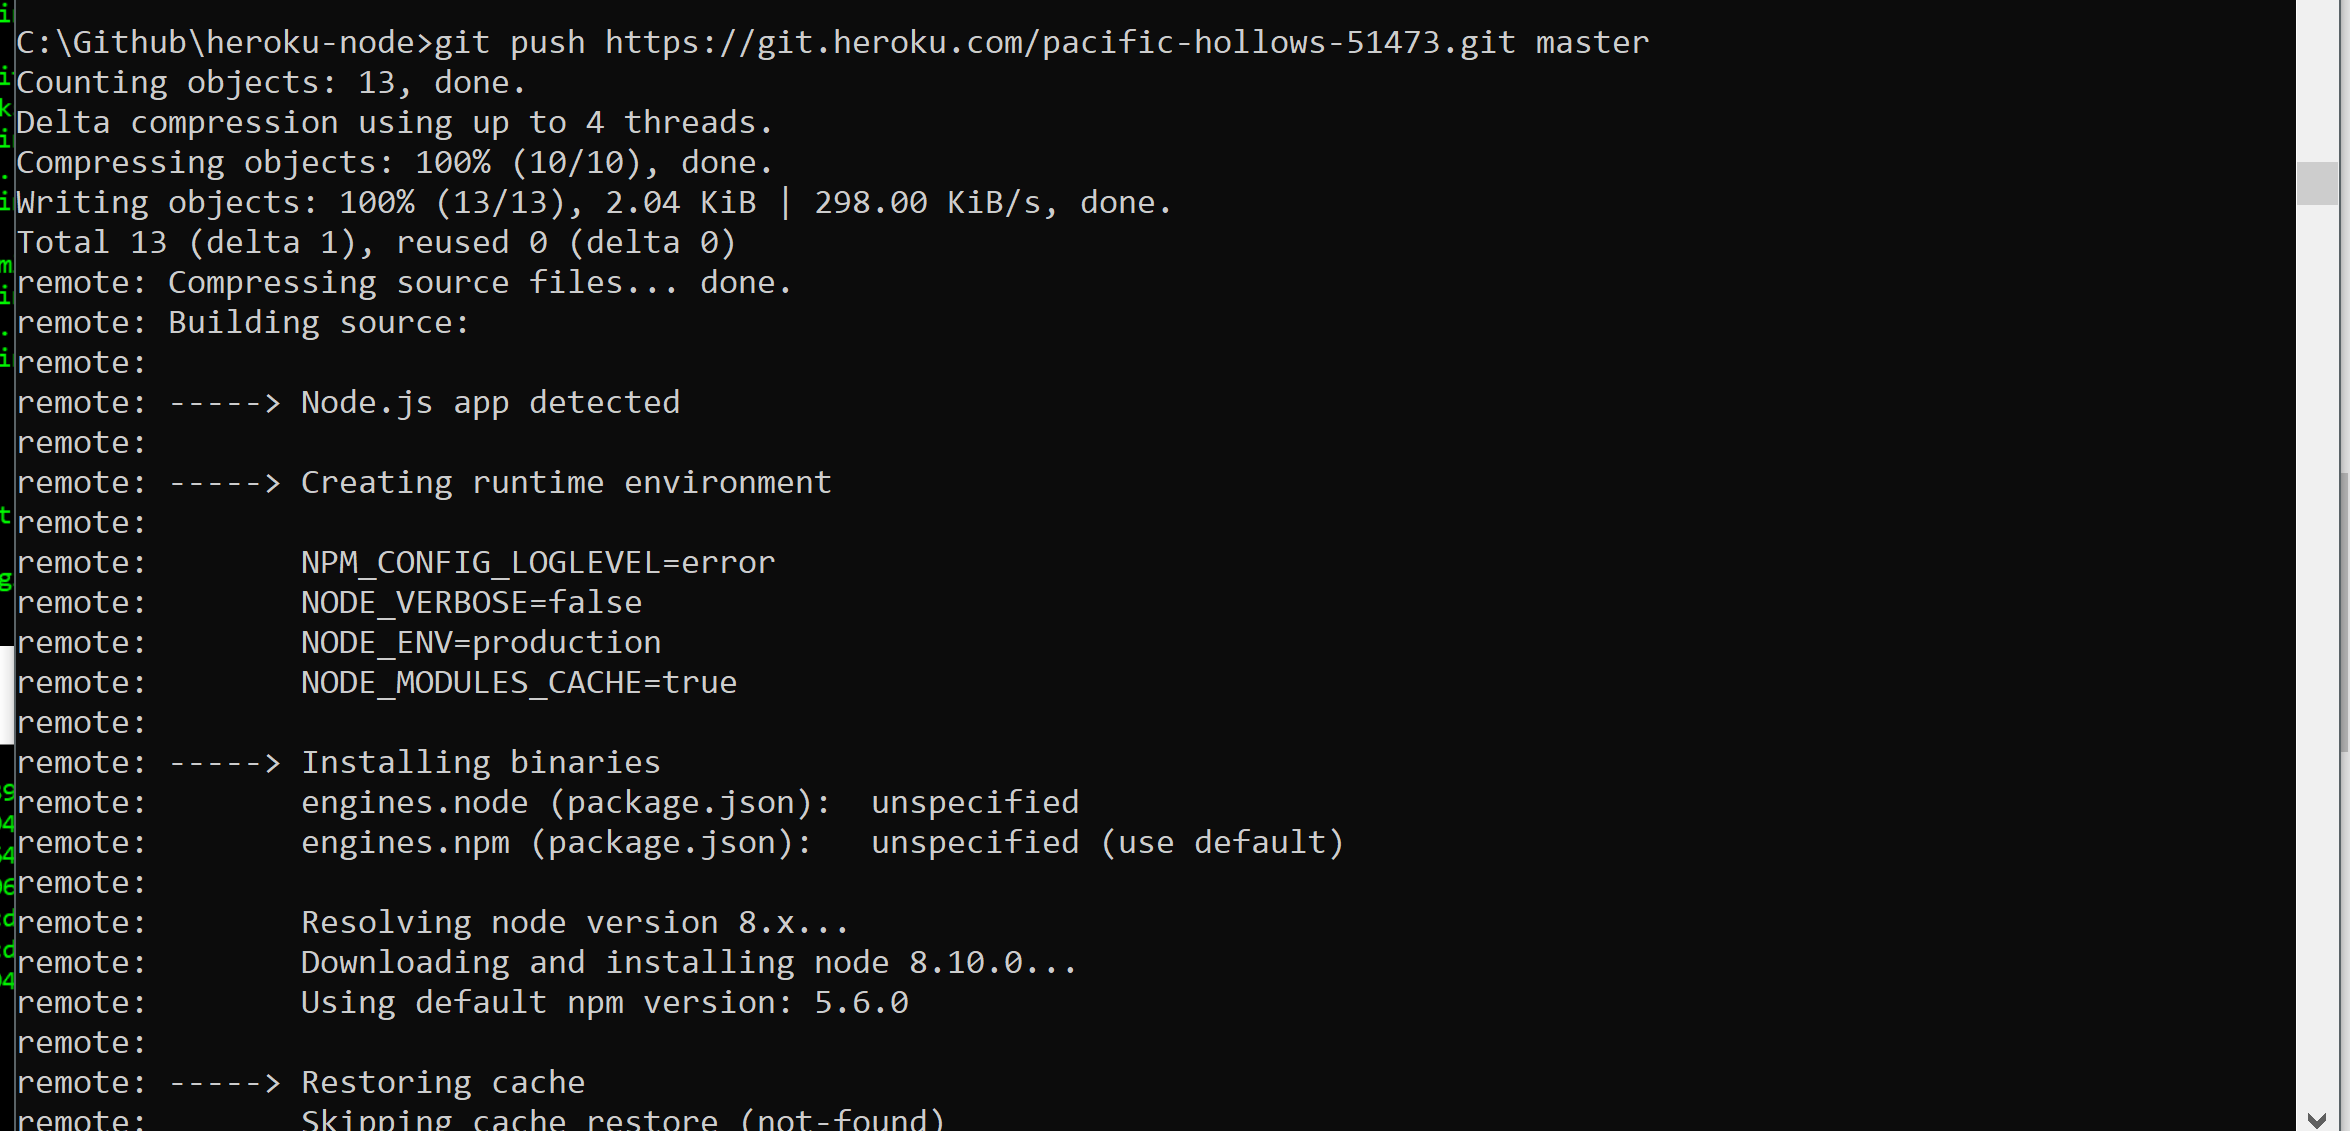 C:\Github\heroku-node>git push https://git.heroku.com/pacific-hollows-51473.git master
Counting objects: 13, done.
Delta compression using up to 4 threads.
Compressing objects: 100% (10/10), done.
Writing objects: 100% (13/13), 2.04 KiB | 298.00 KiB/s, done.
Total 13 (delta 1), reused 0 (delta 0)
remote: Compressing source files... done.
remote: Building source:
remote:
remote: -----> Node.js app detected
remote:
remote: -----> Creating runtime environment
remote:
remote:        NPM_CONFIG_LOGLEVEL=error
remote:        NODE_VERBOSE=false
remote:        NODE_ENV=production
remote:        NODE_MODULES_CACHE=true
remote:
remote: -----> Installing binaries
remote:        engines.node (package.json):  unspecified
remote:        engines.npm (package.json):   unspecified (use default)
remote:
remote:        Resolving node version 8.x...
remote:        Downloading and installing node 8.10.0...
remote:        Using default npm version: 5.6.0
remote:
remote: -----> Restoring cache
remote:        Skipping cache restore (not-found)